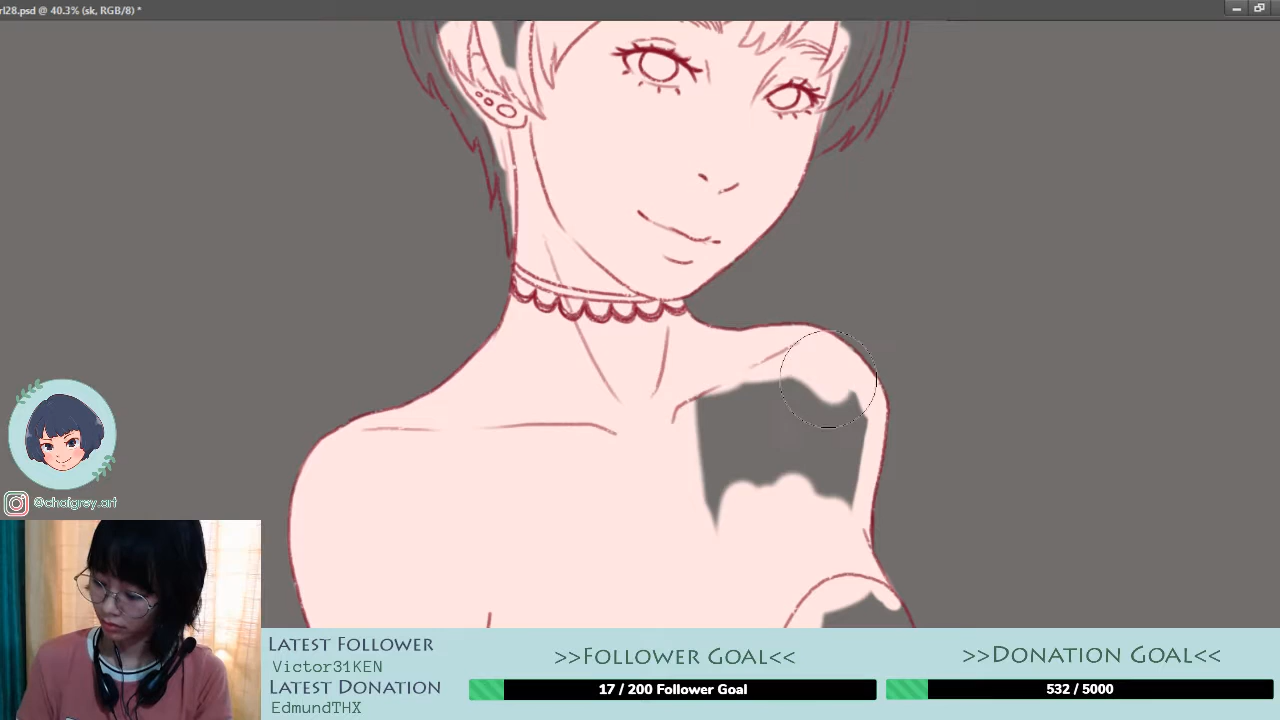 rl28.psd @ 40.3% (sk, RGB/8) *
@chaigrey.art
LATEST FOLLOWER
Victor31KEN
LATEST DONATION
EdmundTHX
>>FOLLOWER GOAL<<
17 / 200 Follower Goal
>>DONATION GOAL<<
532 / 5000